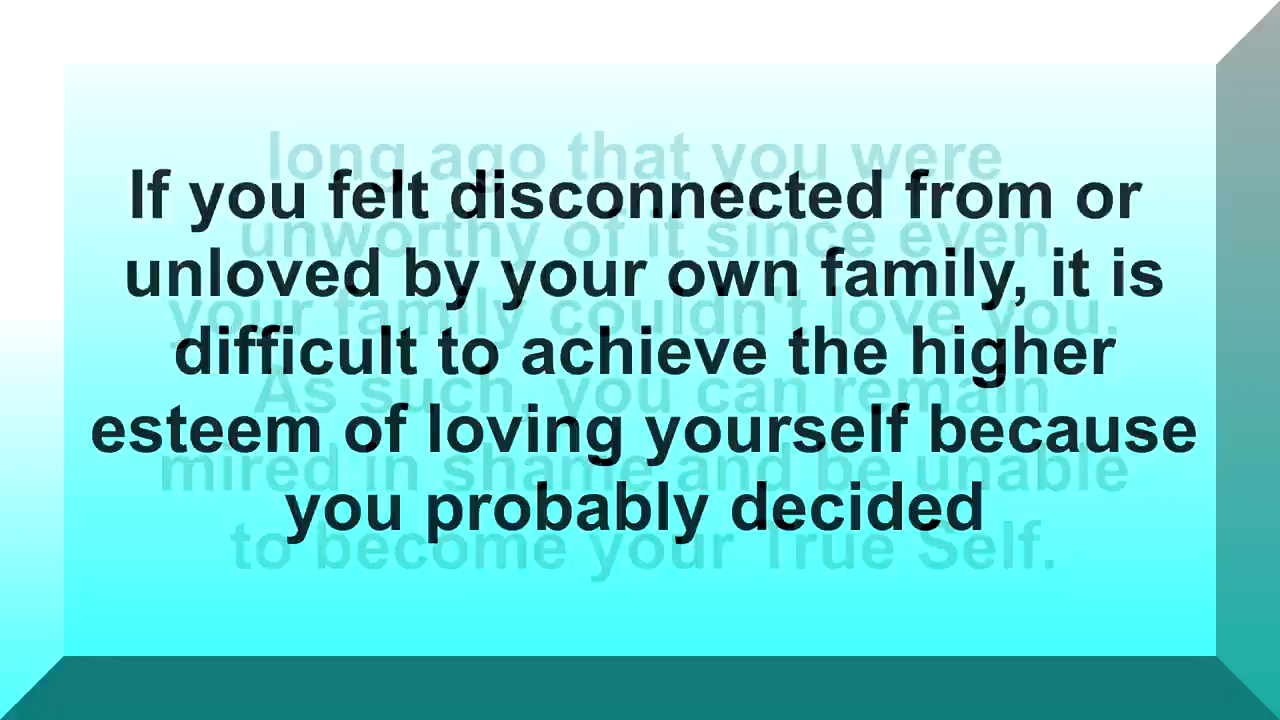 If you felt disconnected from or
unloved by your own family, it is
difficult to achieve the higher
esteem of loving yourself because
you probably decided
long ago that you were
unworthy of it since even
your family couldn't love you.
As such, you can remain
mired in shame and be unable
to become your True Self.